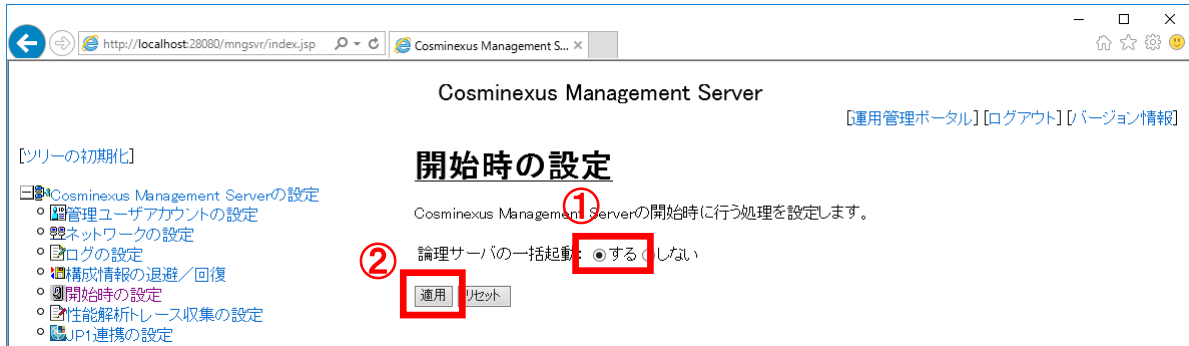 http://localhost:28080/mngsvr/index.jsp
Cosminexus Management S...
Cosminexus Management Server
[運用管理ポータル] [ログアウト] [バージョン情報]
[ツリーの初期化]
開始時の設定
Cosminexus Management Serverの設定
管理ユーザアカウントの設定
ネットワークの設定
ログの設定
構成情報の退避/回復
開始時の設定
性能解析トレース収集の設定
JP1連携の設定
①
Cosminexus Management Serverの開始時に行う処理を設定します。
論理サーバの一括起動: する しない
②
適用 リセット